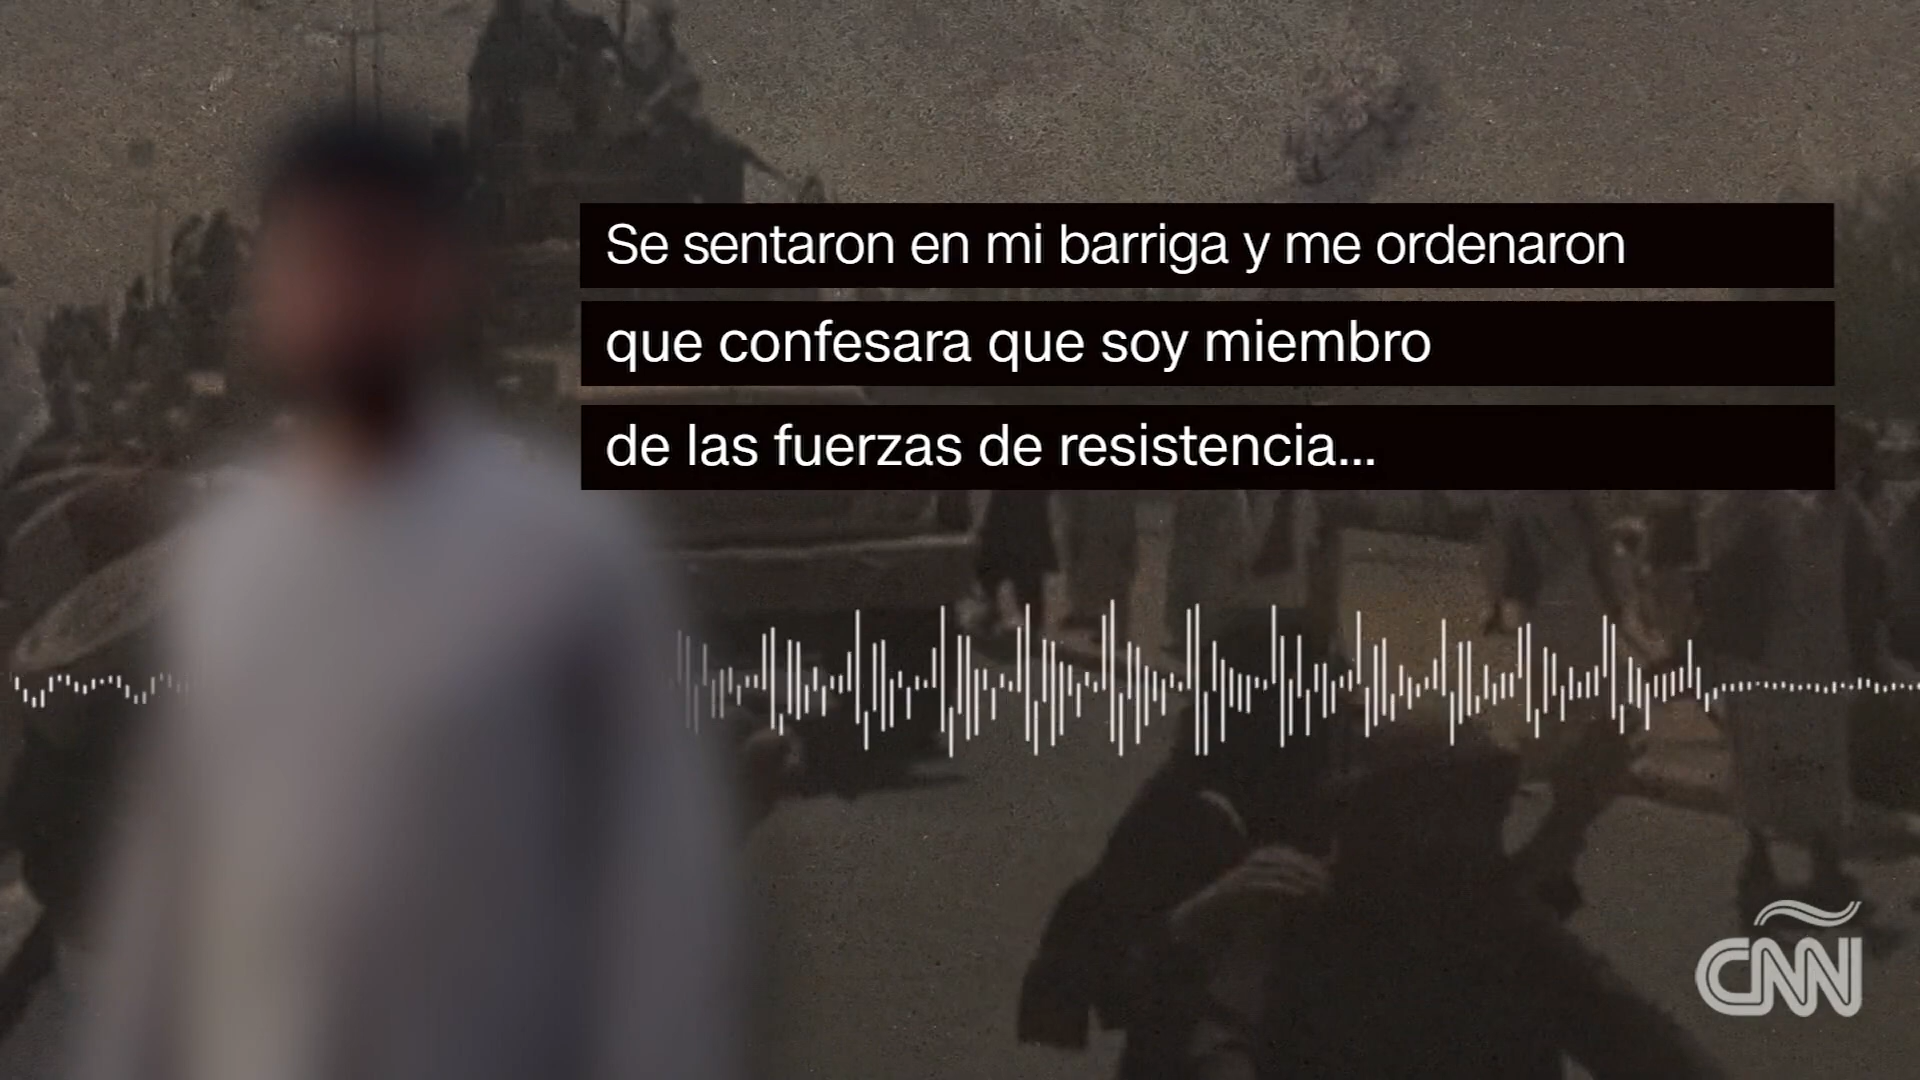 Se sentaron en mi barriga y me ordenaron
que confesara que soy miembro
de las fuerzas de resistencia...
CNN